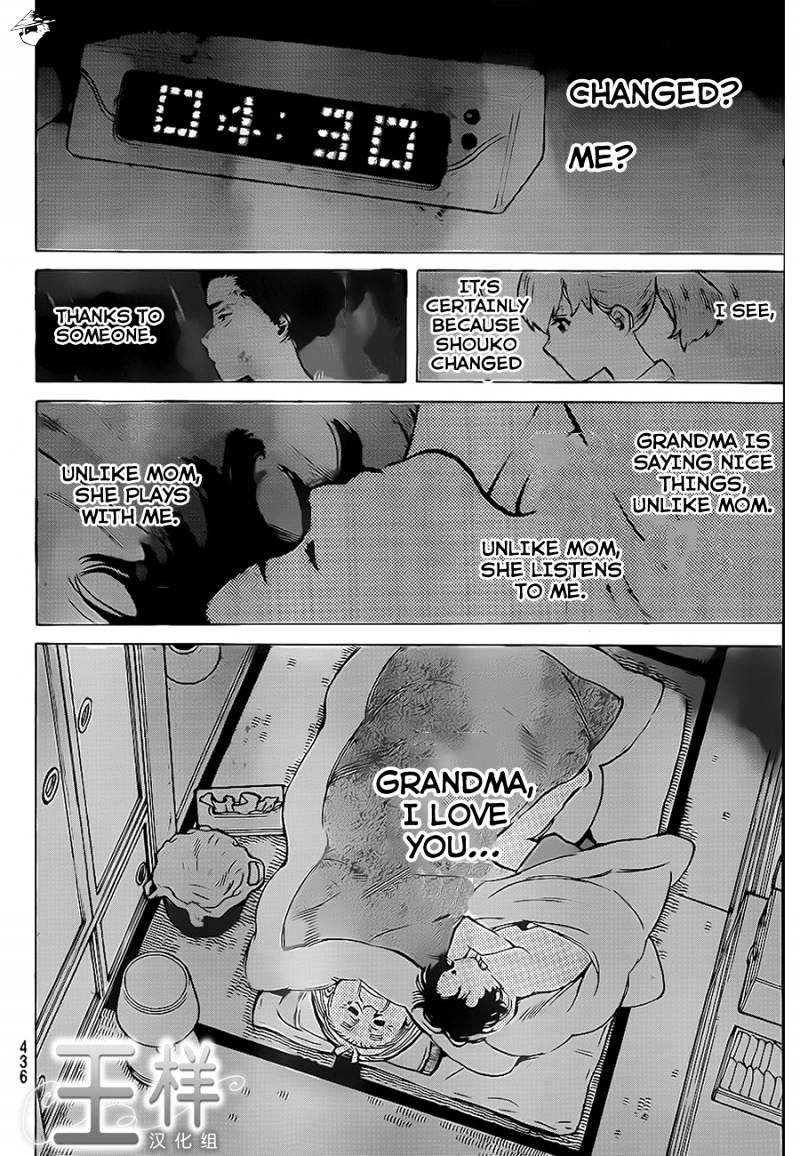 04:30
CHANGED?
ME?
I SEE,
IT'S
CERTAINLY
BECAUSE
SHOUKO
CHANGED
THANKS TO
SOMEONE.
GRANDMA IS
SAYING NICE
THINGS,
UNLIKE MOM.
UNLIKE MOM,
SHE LISTENS
TO ME.
UNLIKE MOM,
SHE PLAYS
WITH ME.
GRANDMA,
I LOVE
YOU...
436
王样
汉化组